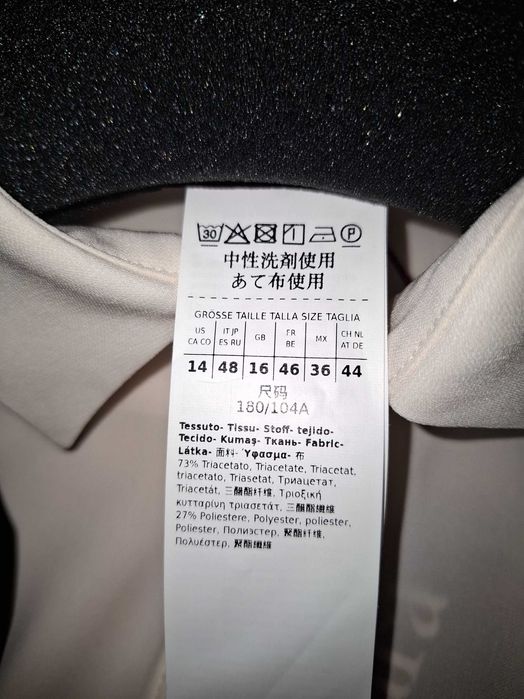 30 P
中性洗剤使用
あて布使用
GRÖSSE TAILLE TALLA SIZE TAGLIA
US CA CO IT JP ES RU GB FR BE MX CH NL AT DE
14 48 16 46 36 44
尺码
180/104A
Tessuto- Tissu- Stoff- tejido-
Tecido- Kumaş- Ткань- Fabric-
Látka- 面料- Ύφασμα- 布
73% Triacetato, Triacetate, Triacetat,
triacetato, Triasetat, Триацетат,
Triacetát, 三醋酯纤维, Τριοξική
κυτταρίνη τριασετάτ, 三醋酯繊維
27% Poliestere, Polyester, poliester,
Poliester, Полиэстер, 聚酯纤维,
Πολυέστερ, 聚酯繊維